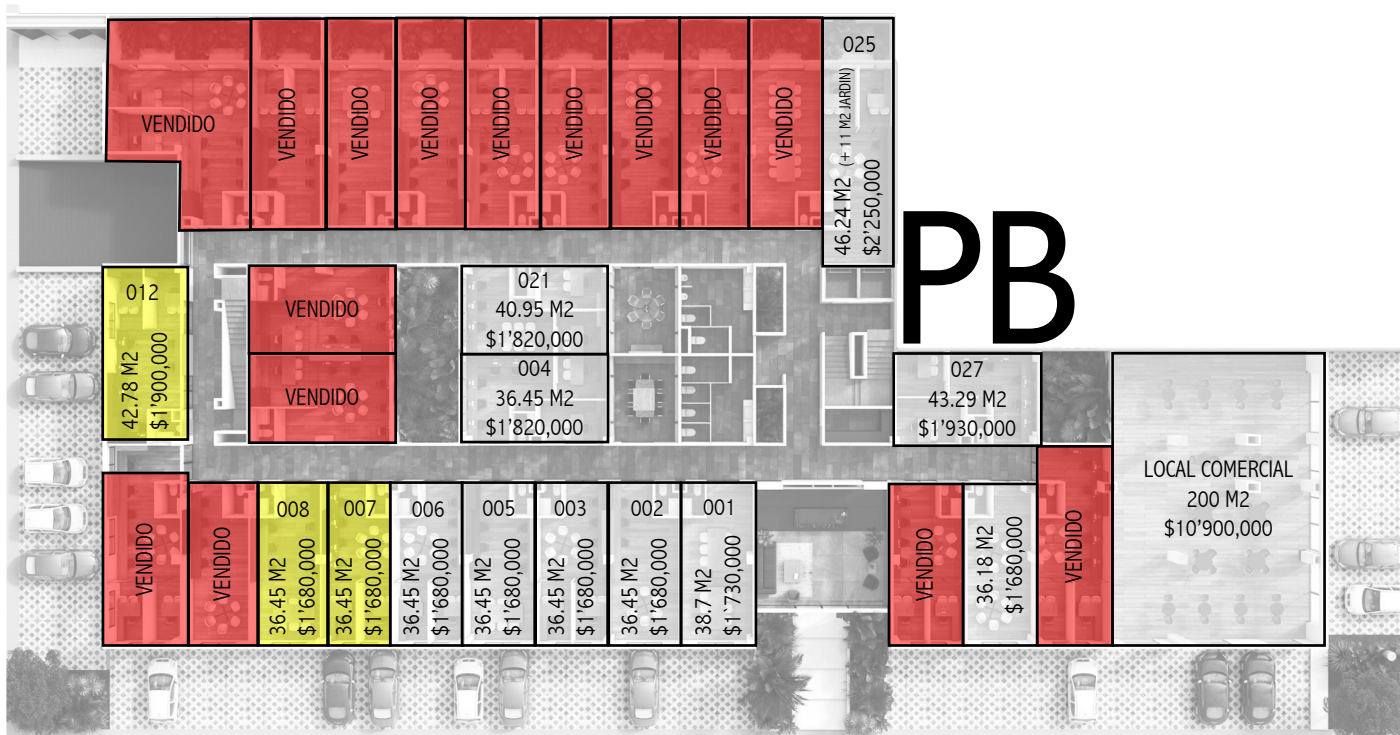 VENDIDO
VENDIDO
VENDIDO
VENDIDO
VENDIDO
VENDIDO
VENDIDO
VENDIDO
VENDIDO
025
46.24 M2 (+ 11 M2 JARDIN)
$2'250,000
PB
012
42.78 M2
$1'900,000
VENDIDO
VENDIDO
021
40.95 M2
$1'820,000
004
36.45 M2
$1'820,000
027
43.29 M2
$1'930,000
LOCAL COMERCIAL
200 M2
$10'900,000
VENDIDO
VENDIDO
008
36.45 M2
$1'680,000
007
36.45 M2
$1'680,000
006
36.45 M2
$1'680,000
005
36.45 M2
$1'680,000
003
36.45 M2
$1'680,000
002
36.45 M2
$1'680,000
001
38.7 M2
$1`730,000
VENDIDO
36.18 M2
$1'680,000
VENDIDO